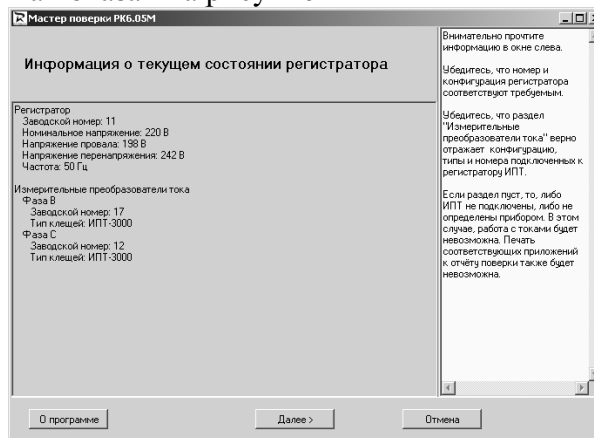 Мастер поверки РК6.05М
Информация о текущем состоянии регистратора
Регистратор
Заводской номер: 11
Номинальное напряжение: 220 В
Напряжение провала: 198 В
Напряжение перенапряжения: 242 В
Частота: 50 Гц
Измерительные преобразователи тока
Фаза B
Заводской номер: 17
Тип клещей: ИПТ-3000
Фаза C
Заводской номер: 12
Тип клещей: ИПТ-3000
Внимательно прочтите
информацию в окне слева.
Убедитесь, что номер и
конфигурация регистратора
соответствуют требуемым.
Убедитесь, что раздел
"Измерительные
преобразователи тока" верно
отражает конфигурацию,
типы и номера подключенных к
регистратору ИПТ.
Если раздел пуст, то, либо
ИПТ не подключены, либо не
определены прибором. В этом
случае, работа с токами будет
невозможна. Печать
соответствующих приложений
к отчёту поверки также будет
невозможна.
О программе
Далее >
Отмена